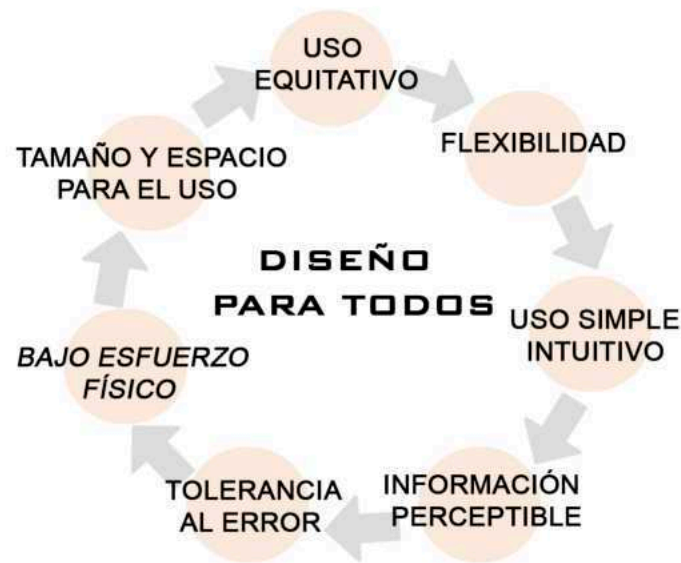 USO
EQUITATIVO
FLEXIBILIDAD
USO SIMPLE
INTUITIVO
INFORMACIÓN
PERCEPTIBLE
TOLERANCIA
AL ERROR
BAJO ESFUERZO
FÍSICO
TAMAÑO Y ESPACIO
PARA EL USO
DISEÑO
PARA TODOS